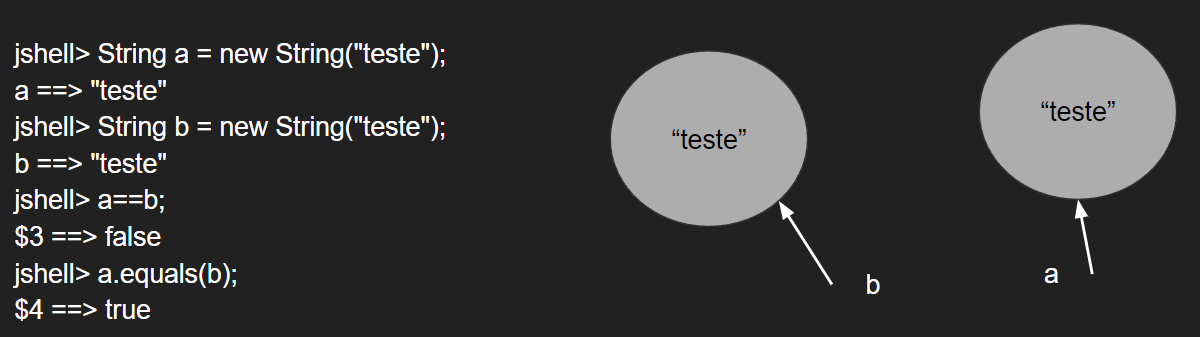 jshell> String a = new String("teste");
a ==> "teste"
jshell> String b = new String("teste");
b ==> "teste"
jshell> a==b;
$3 ==> false
jshell> a.equals(b);
$4 ==> true
“teste”
b
“teste”
a